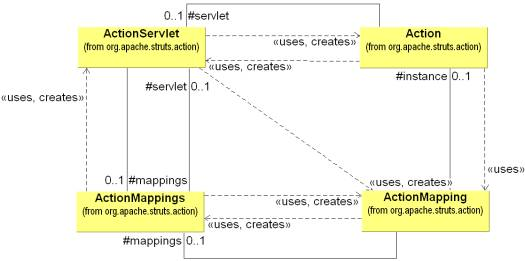 0..1 #servlet
ActionServlet
(from org.apache.struts.action)
«uses, creates»
Action
(from org.apache.struts.action)
«uses, creates»
#servlet 0..1
#instance 0..1
«uses, creates»
«uses»
0..1 #mappings
«uses, creates»
ActionMappings
(from org.apache.struts.action)
«uses, creates»
ActionMapping
(from org.apache.struts.action)
«uses, creates»
#mappings 0..1